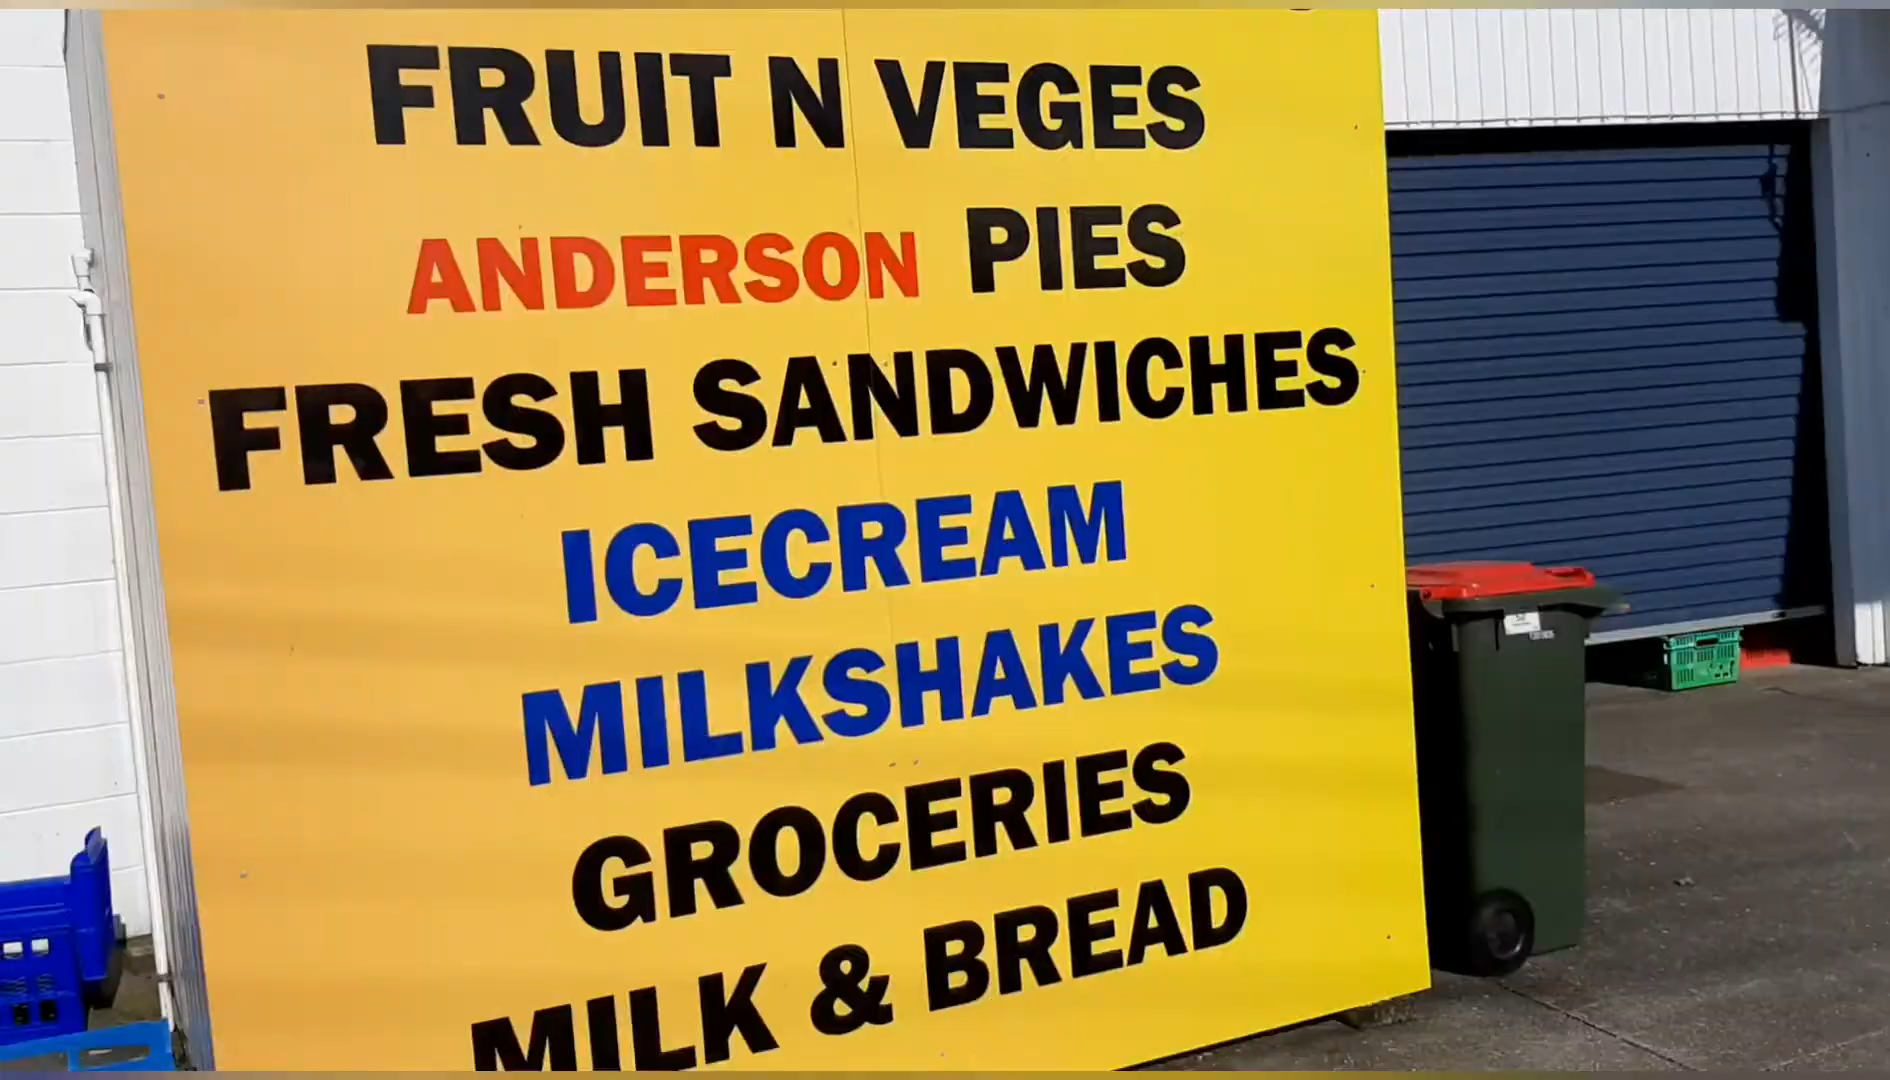 FRUIT N VEGES
ANDERSON PIES
FRESH SANDWICHES
ICECREAM
MILKSHAKES
GROCERIES
MILK & BREAD